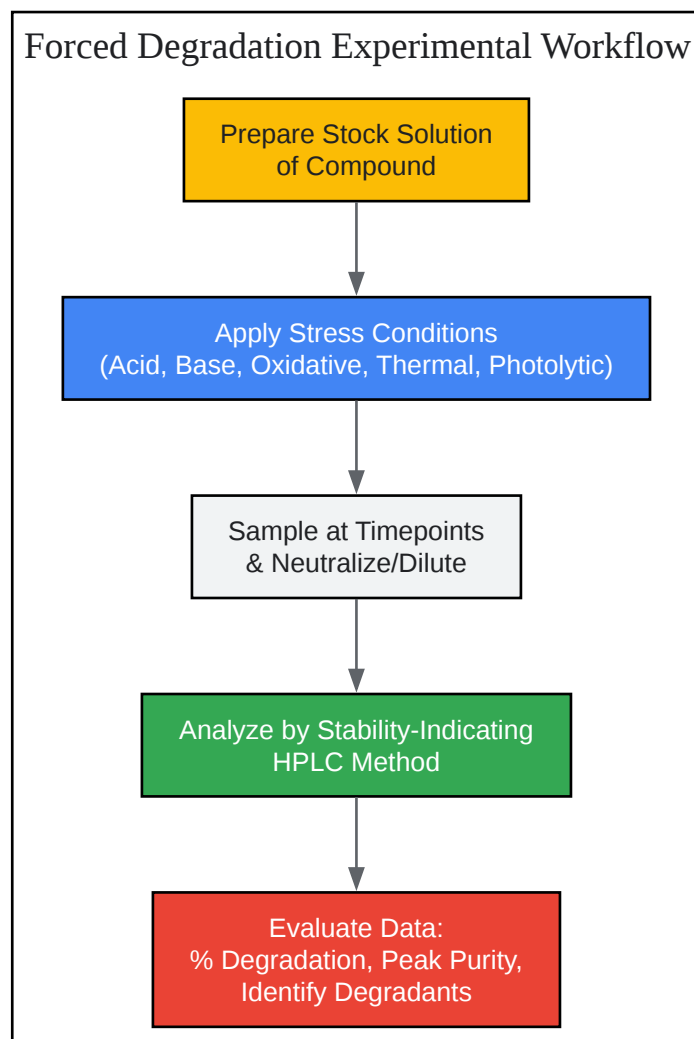 Forced Degradation Experimental Workflow
Prepare Stock Solution
of Compound
Apply Stress Conditions
(Acid, Base, Oxidative, Thermal, Photolytic)
Sample at Timepoints
& Neutralize/Dilute
Analyze by Stability-Indicating
HPLC Method
Evaluate Data:
% Degradation, Peak Purity,
Identify Degradants